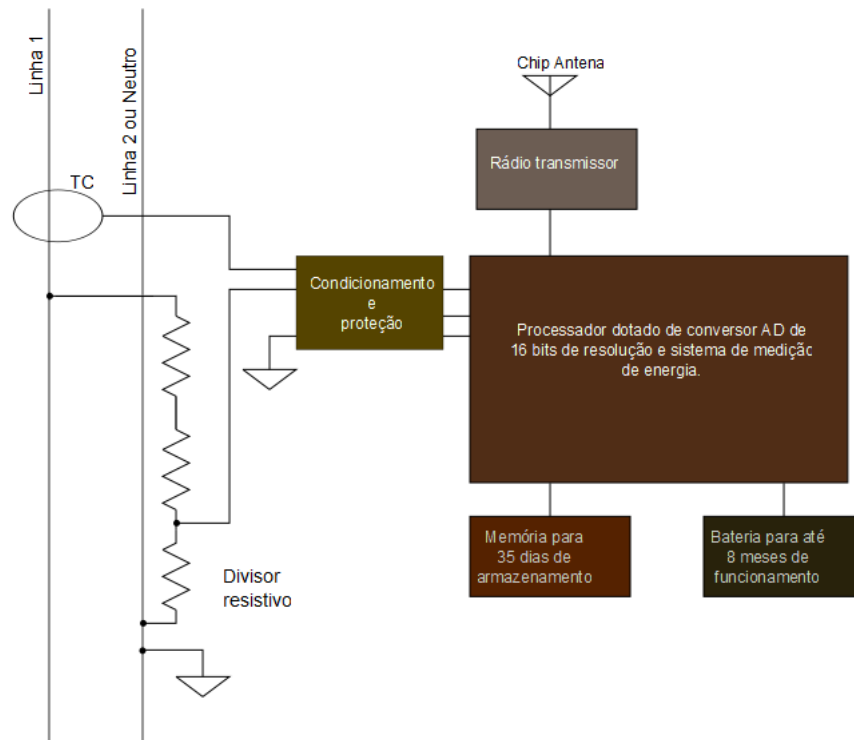 Linha 1
Linha 2 ou Neutro
TC
Chip Antena
Rádio transmissor
Condicionamento
e
proteção
Processador dotado de conversor AD de
16 bits de resolução e sistema de medição
de energia.
Memória para
35 dias de
armazenamento
Bateria para até
8 meses de
funcionamento
Divisor
resistivo